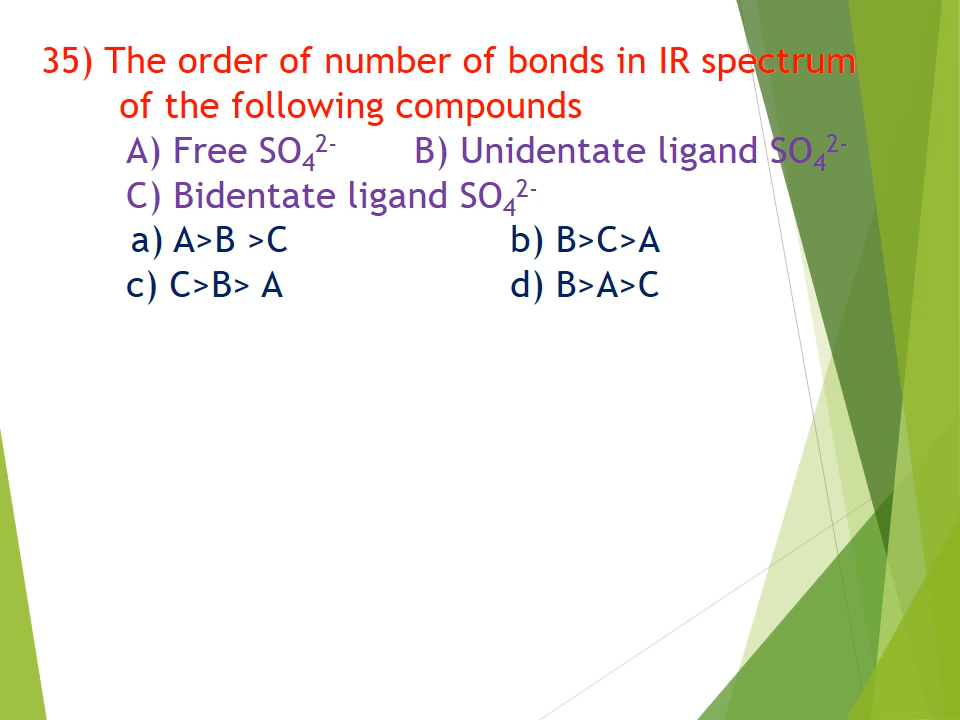 35) The order of number of bonds in IR spectrum
of the following compounds
A) Free SO₄²⁻ B) Unidentate ligand SO₄²⁻
C) Bidentate ligand SO₄²⁻
a) A>B >C b) B>C>A
c) C>B> A d) B>A>C